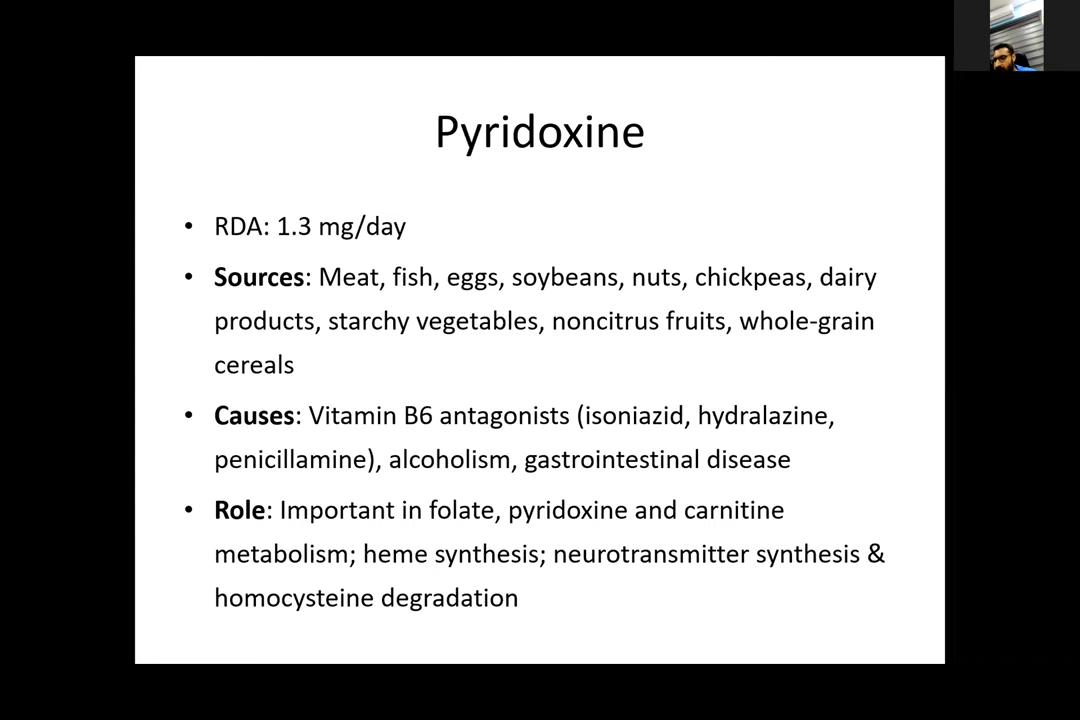 Pyridoxine
• RDA: 1.3 mg/day
• Sources: Meat, fish, eggs, soybeans, nuts, chickpeas, dairy
products, starchy vegetables, noncitrus fruits, whole-grain
cereals
• Causes: Vitamin B6 antagonists (isoniazid, hydralazine,
penicillamine), alcoholism, gastrointestinal disease
• Role: Important in folate, pyridoxine and carnitine
metabolism; heme synthesis; neurotransmitter synthesis &
homocysteine degradation